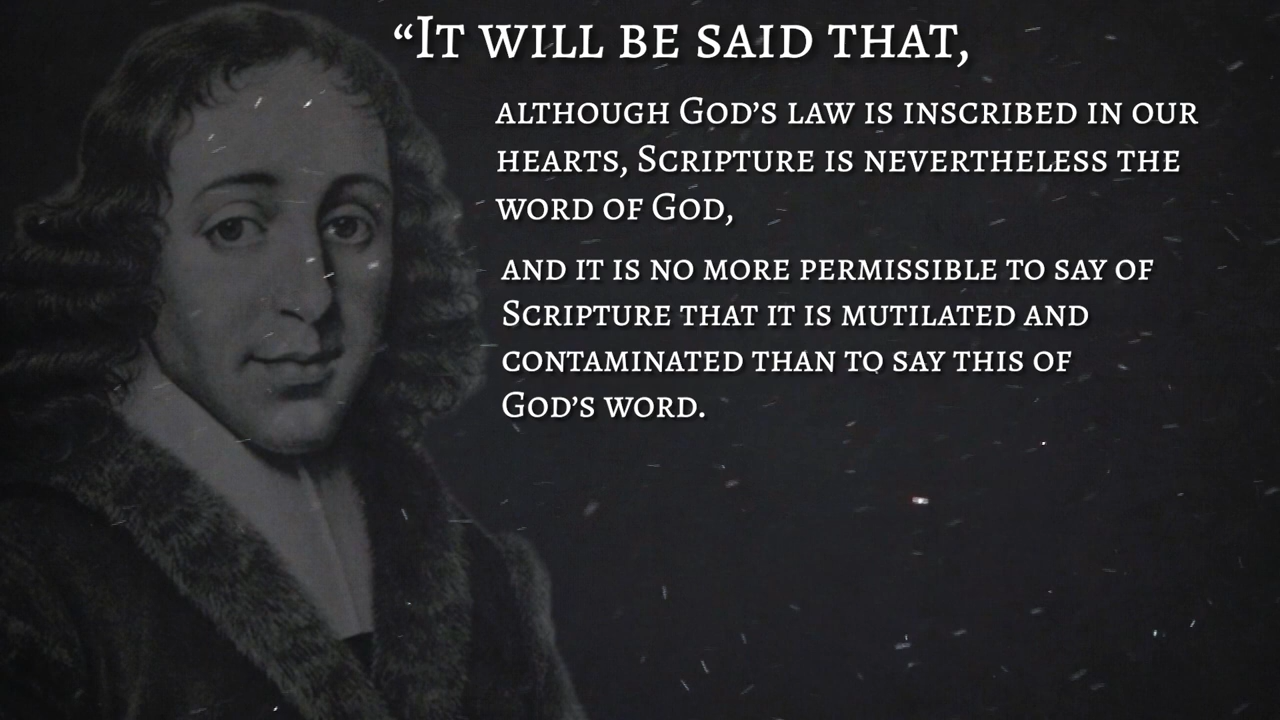 “It will be said that,
although God’s law is inscribed in our
hearts, Scripture is nevertheless the
word of God,
and it is no more permissible to say of
Scripture that it is mutilated and
contaminated than to say this of
God’s word.